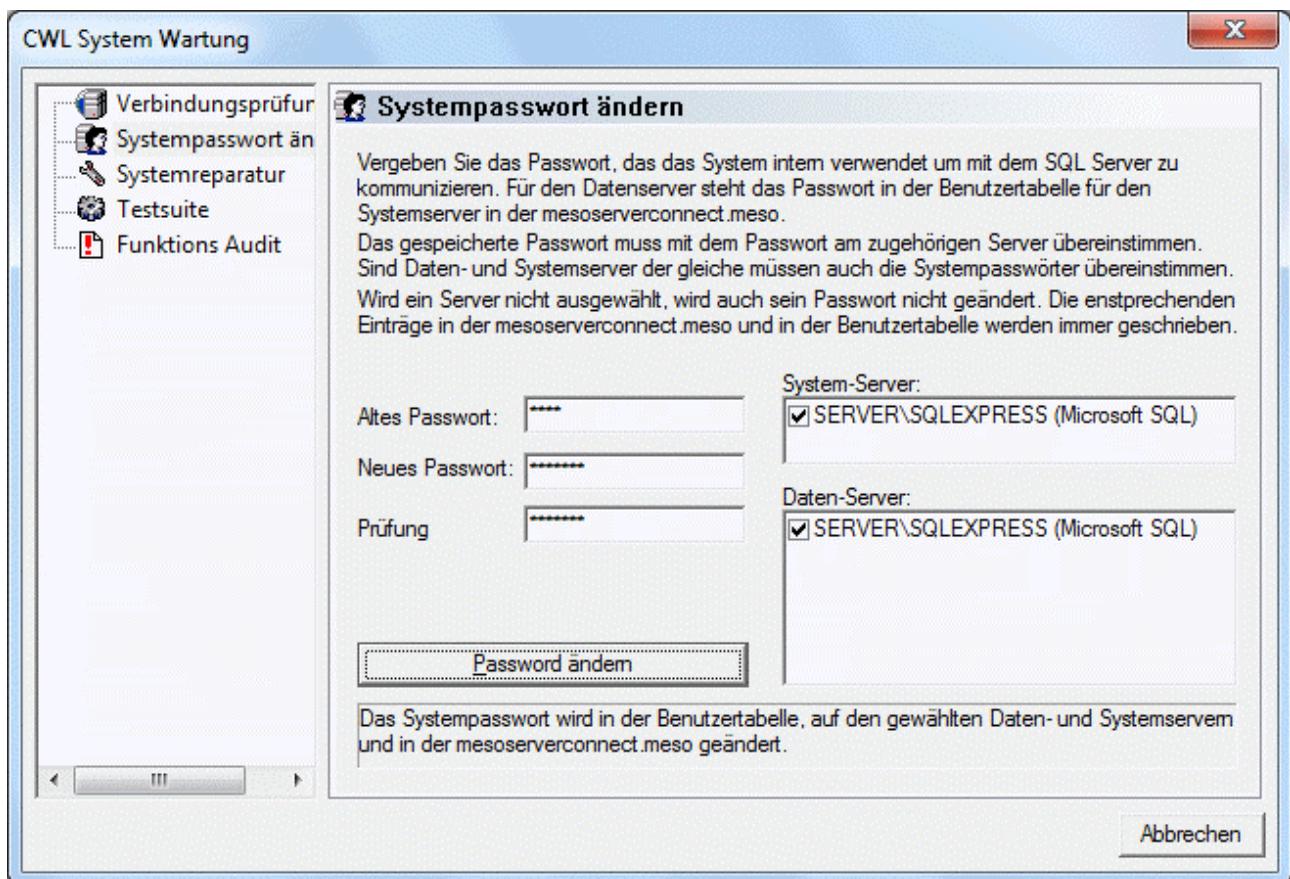 CWL System Wartung
Verbindungsprüfur
Systempasswort än
Systemreparatur
Testsuite
Funktions Audit
Systempasswort ändern
Vergeben Sie das Passwort, das das System intern verwendet um mit dem SQL Server zu
kommunizieren. Für den Datenserver steht das Passwort in der Benutzertabelle für den
Systemserver in der mesoserverconnect.meso.
Das gespeicherte Passwort muss mit dem Passwort am zugehörigen Server übereinstimmen.
Sind Daten- und Systemserver der gleiche müssen auch die Systempasswörter übereinstimmen.
Wird ein Server nicht ausgewählt, wird auch sein Passwort nicht geändert. Die enstprechenden
Einträge in der mesoserverconnect.meso und in der Benutzertabelle werden immer geschrieben.
Altes Passwort: ****
Neues Passwort: *******
Prüfung *******
System-Server:
SERVER\SQLEXPRESS (Microsoft SQL)
Daten-Server:
SERVER\SQLEXPRESS (Microsoft SQL)
Password ändern
Das Systempasswort wird in der Benutzertabelle, auf den gewählten Daten- und Systemservern
und in der mesoserverconnect.meso geändert.
Abbrechen